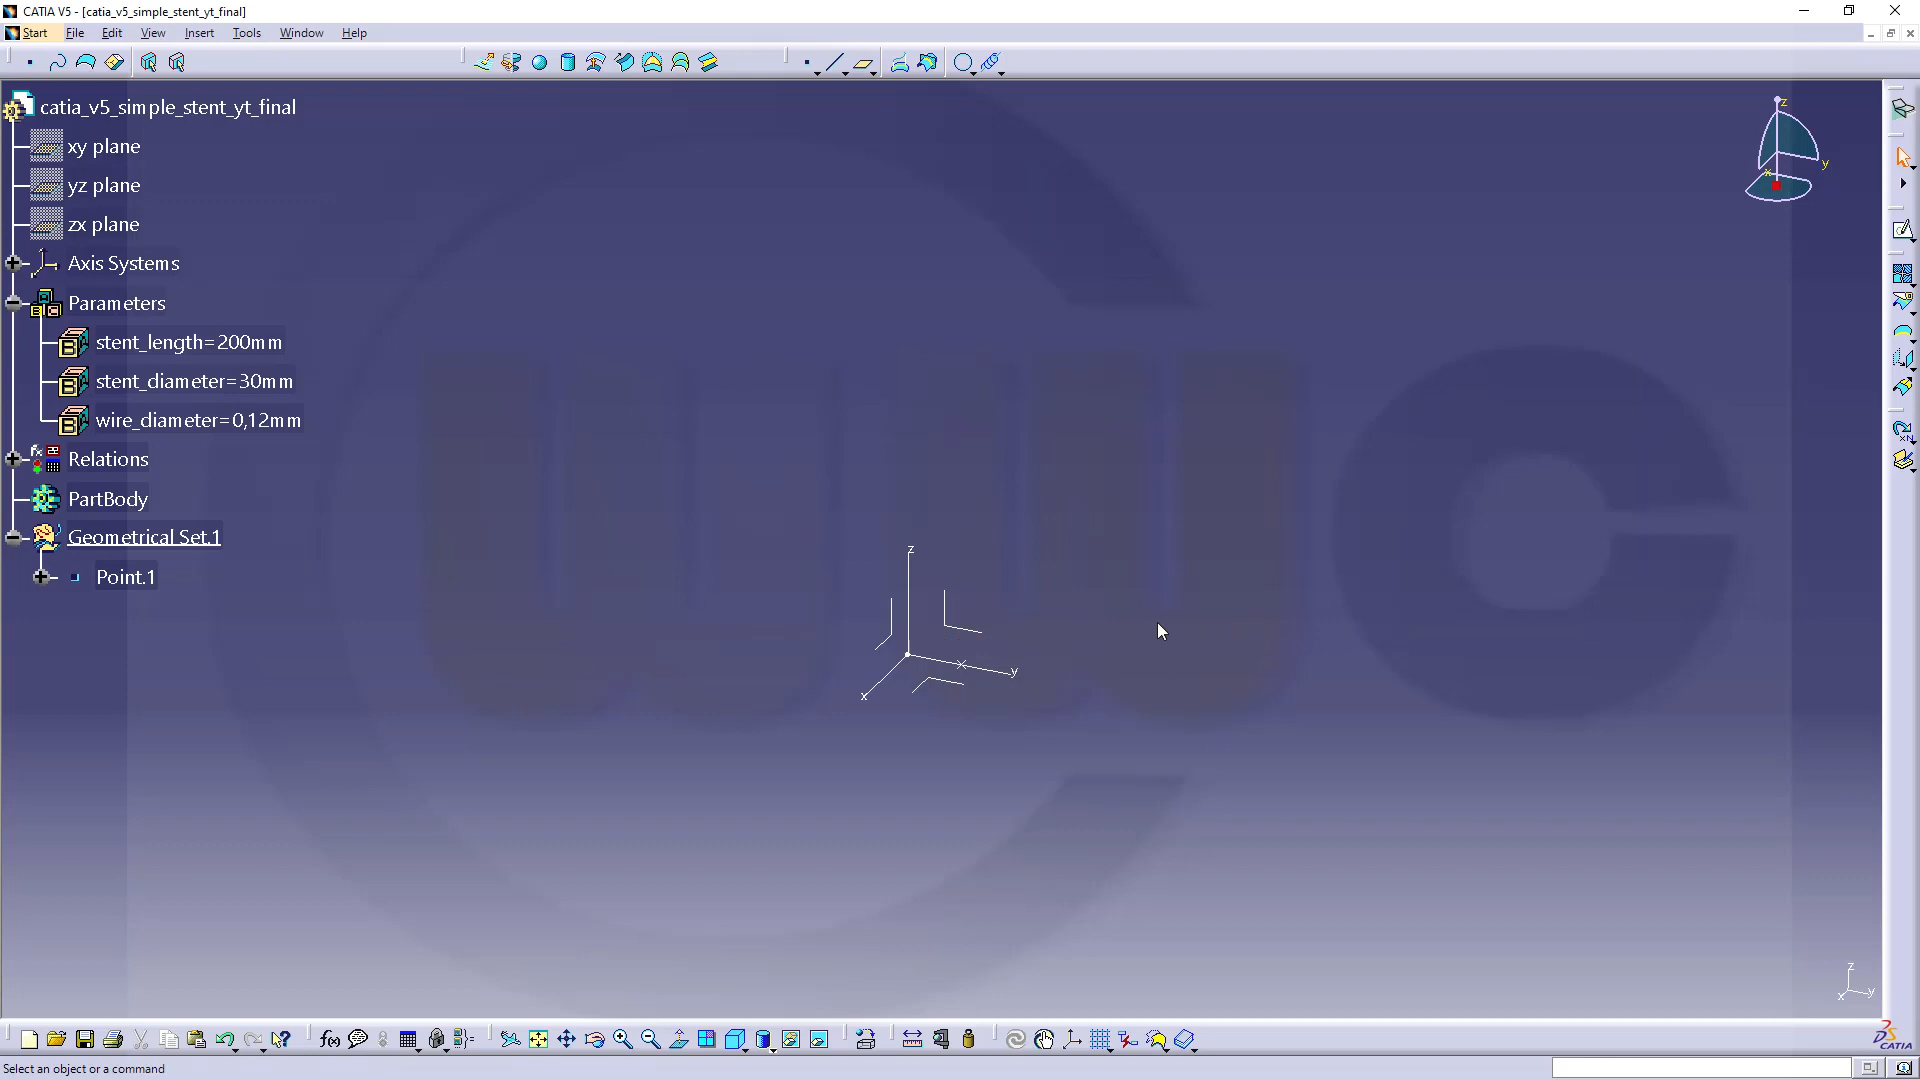 CATIA V5 - [catia_v5_simple_stent_yt_final]
Start File Edit View Insert Tools Window Help
catia_v5_simple_stent_yt_final
xy plane
yz plane
zx plane
Axis Systems
Parameters
stent_length=200mm
stent_diameter=30mm
wire_diameter=0,12mm
Relations
PartBody
Geometrical Set.1
Point.1
z
y
x
z
y
x
z
x
y
CATIA
Select an object or a command